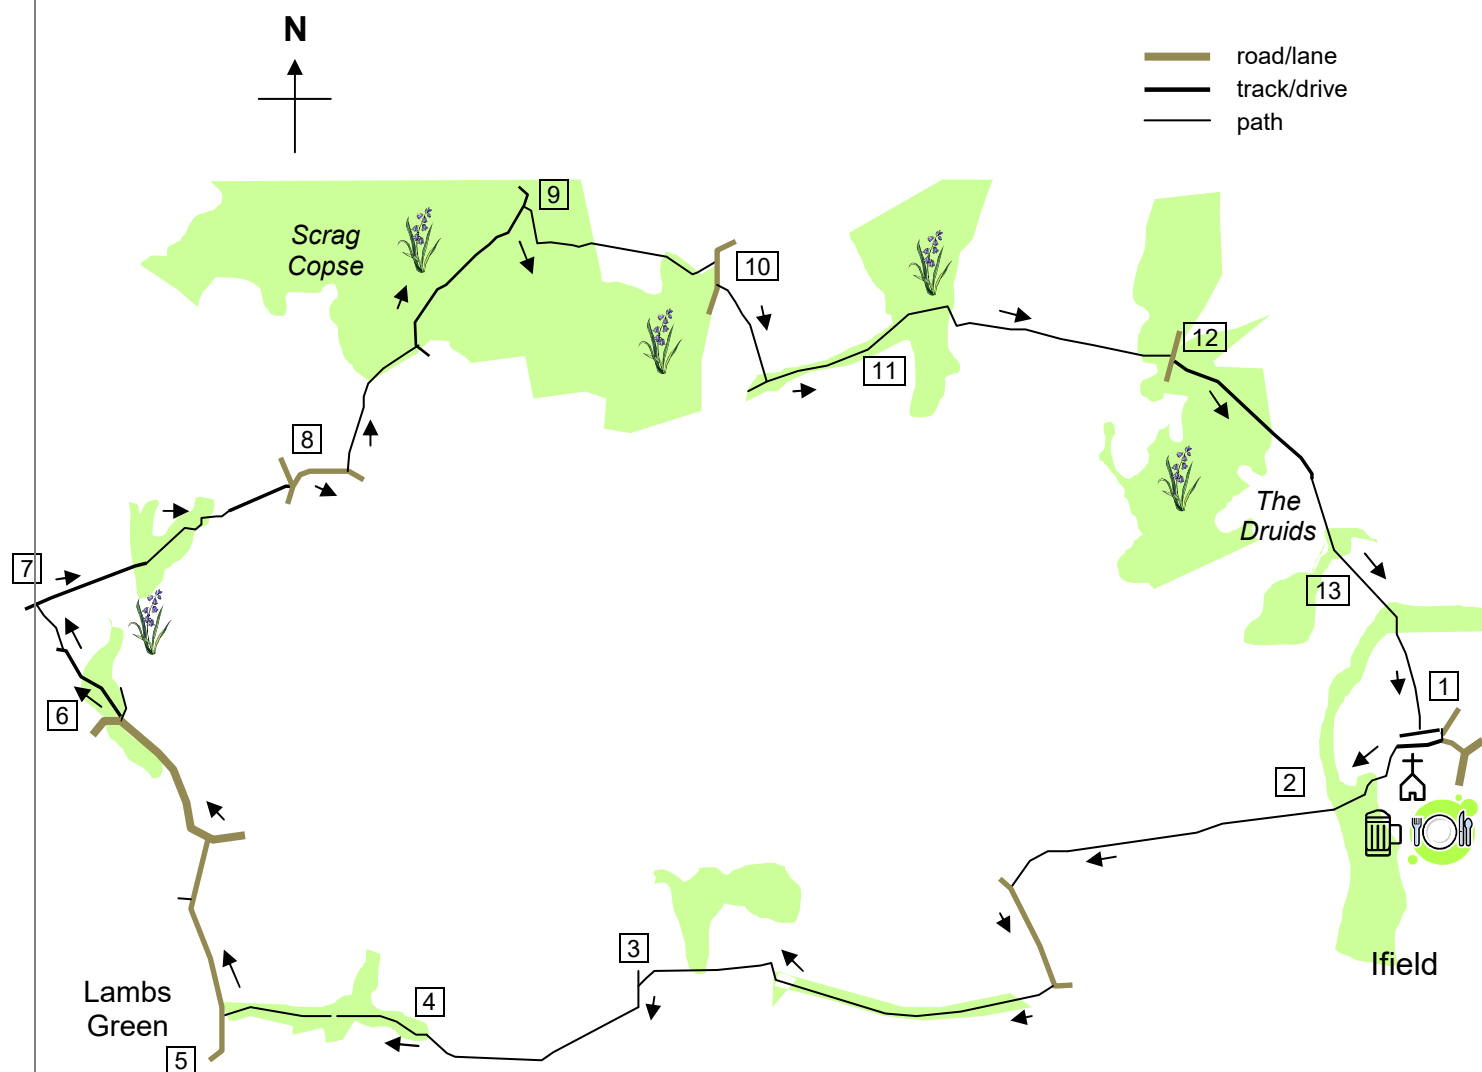 N
road/lane
track/drive
path
9
Scrag
Copse
10
12
11
8
The
Druids
7
13
1
6
2
3
Ifield
Lambs
Green
4
5